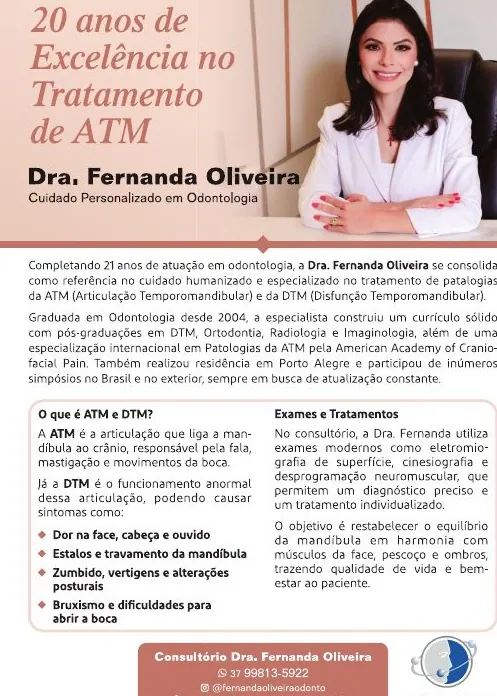 20 anos de
Excelência no
Tratamento
de ATM
Dra. Fernanda Oliveira
Cuidado Personalizado em Odontologia
Completando 21 anos de atuação em odontologia, a Dra. Fernanda Oliveira se consolida
como referência no cuidado humanizado e especializado no tratamento de patalogias
da ATM (Articulação Temporomandibular) e da DTM (Disfunção Temporomandibular).
Graduada em Odontologia desde 2004, a especialista construiu um currículo sólido
com pós-graduações em DTM, Ortodontia, Radiologia e Imaginologia, além de uma
especialização internacional em Patologias da ATM pela American Academy of Cranio-
facial Pain. Também realizou residência em Porto Alegre e participou de inúmeros
simpósios no Brasil e no exterior, sempre em busca de atualização constante.
O que é ATM e DTM?
A ATM é a articulação que liga a man-
díbula ao crânio, responsável pela fala,
mastigação e movimentos da boca.
Já a DTM é o funcionamento anormal
dessa articulação, podendo causar
sintomas como:
Dor na face, cabeça e ouvido
Estalos e travamento da mandíbula
Zumbido, vertigens e alterações
posturais
Bruxismo e dificuldades para
abrir a boca
Exames e Tratamentos
No consultório, a Dra. Fernanda utiliza
exames modernos como eletromio-
grafia de superfície, cinesiografia e
desprogramação neuromuscular, que
permitem um diagnóstico preciso e
um tratamento individualizado.
O objetivo é restabelecer o equilíbrio
da mandíbula em harmonia com
músculos da face, pescoço e ombros,
trazendo qualidade de vida e bem-
estar ao paciente.
Consultório Dra. Fernanda Oliveira
37 99813-5922
@fernandaoliveiraodonto